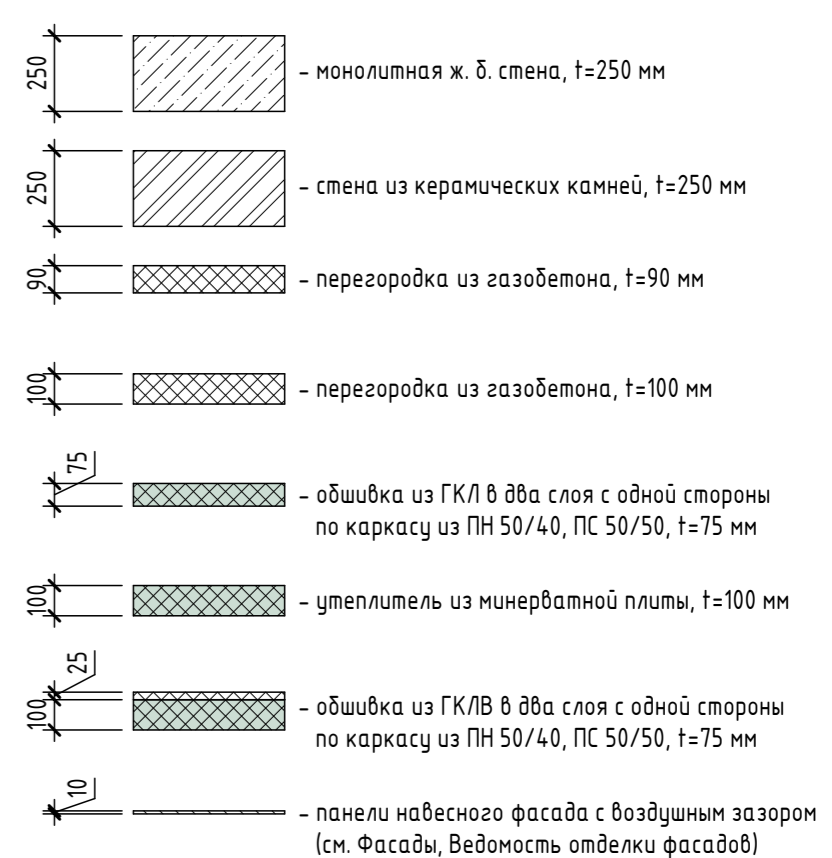 250
– монолитная ж. б. стена, t=250 мм
250
– стена из керамических камней, t=250 мм
90
– перегородка из газобетона, t=90 мм
100
– перегородка из газобетона, t=100 мм
75
– обшивка из ГКЛ в два слоя с одной стороны
по каркасу из ПН 50/40, ПС 50/50, t=75 мм
100
– утеплитель из минерватной плиты, t=100 мм
25
100
– обшивка из ГКЛВ в два слоя с одной стороны
по каркасу из ПН 50/40, ПС 50/50, t=75 мм
10
– панели навесного фасада с воздушным зазором
(см. Фасады, Ведомость отделки фасадов)